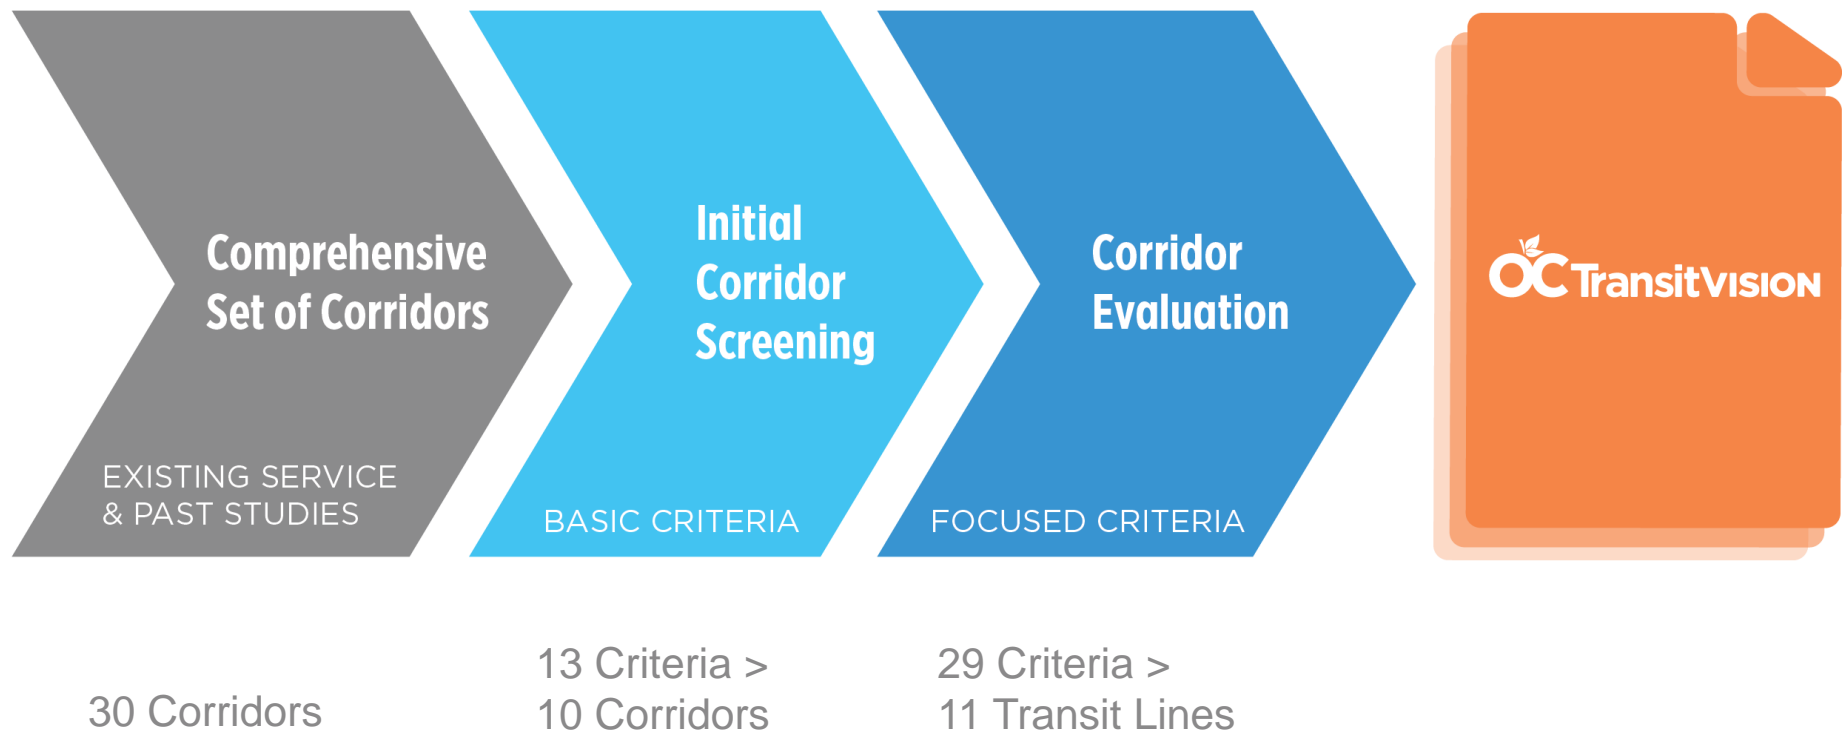 Comprehensive
Set of Corridors
EXISTING SERVICE
& PAST STUDIES
30 Corridors
Initial
Corridor
Screening
BASIC CRITERIA
13 Criteria >
10 Corridors
Corridor
Evaluation
FOCUSED CRITERIA
29 Criteria >
11 Transit Lines
OC TransitVISION